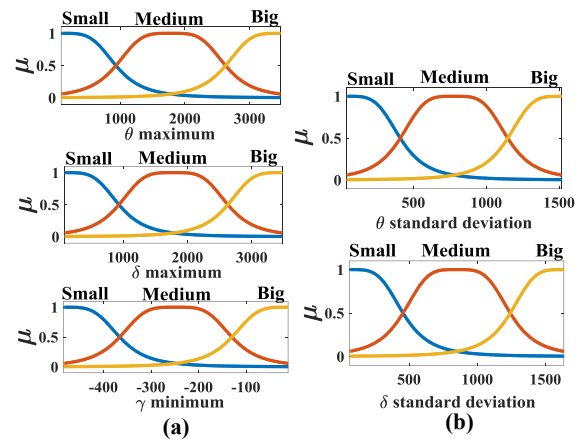 Small Medium Big
μ
1
0.5
0
1000 2000 3000
θ maximum
Small Medium Big
μ
1
0.5
0
1000 2000 3000
δ maximum
Small Medium Big
μ
1
0.5
0
-400 -300 -200 -100
γ minimum
(a)
Small Medium Big
μ
1
0.5
0
500 1000 1500
θ standard deviation
Small Medium Big
μ
1
0.5
0
500 1000 1500
δ standard deviation
(b)